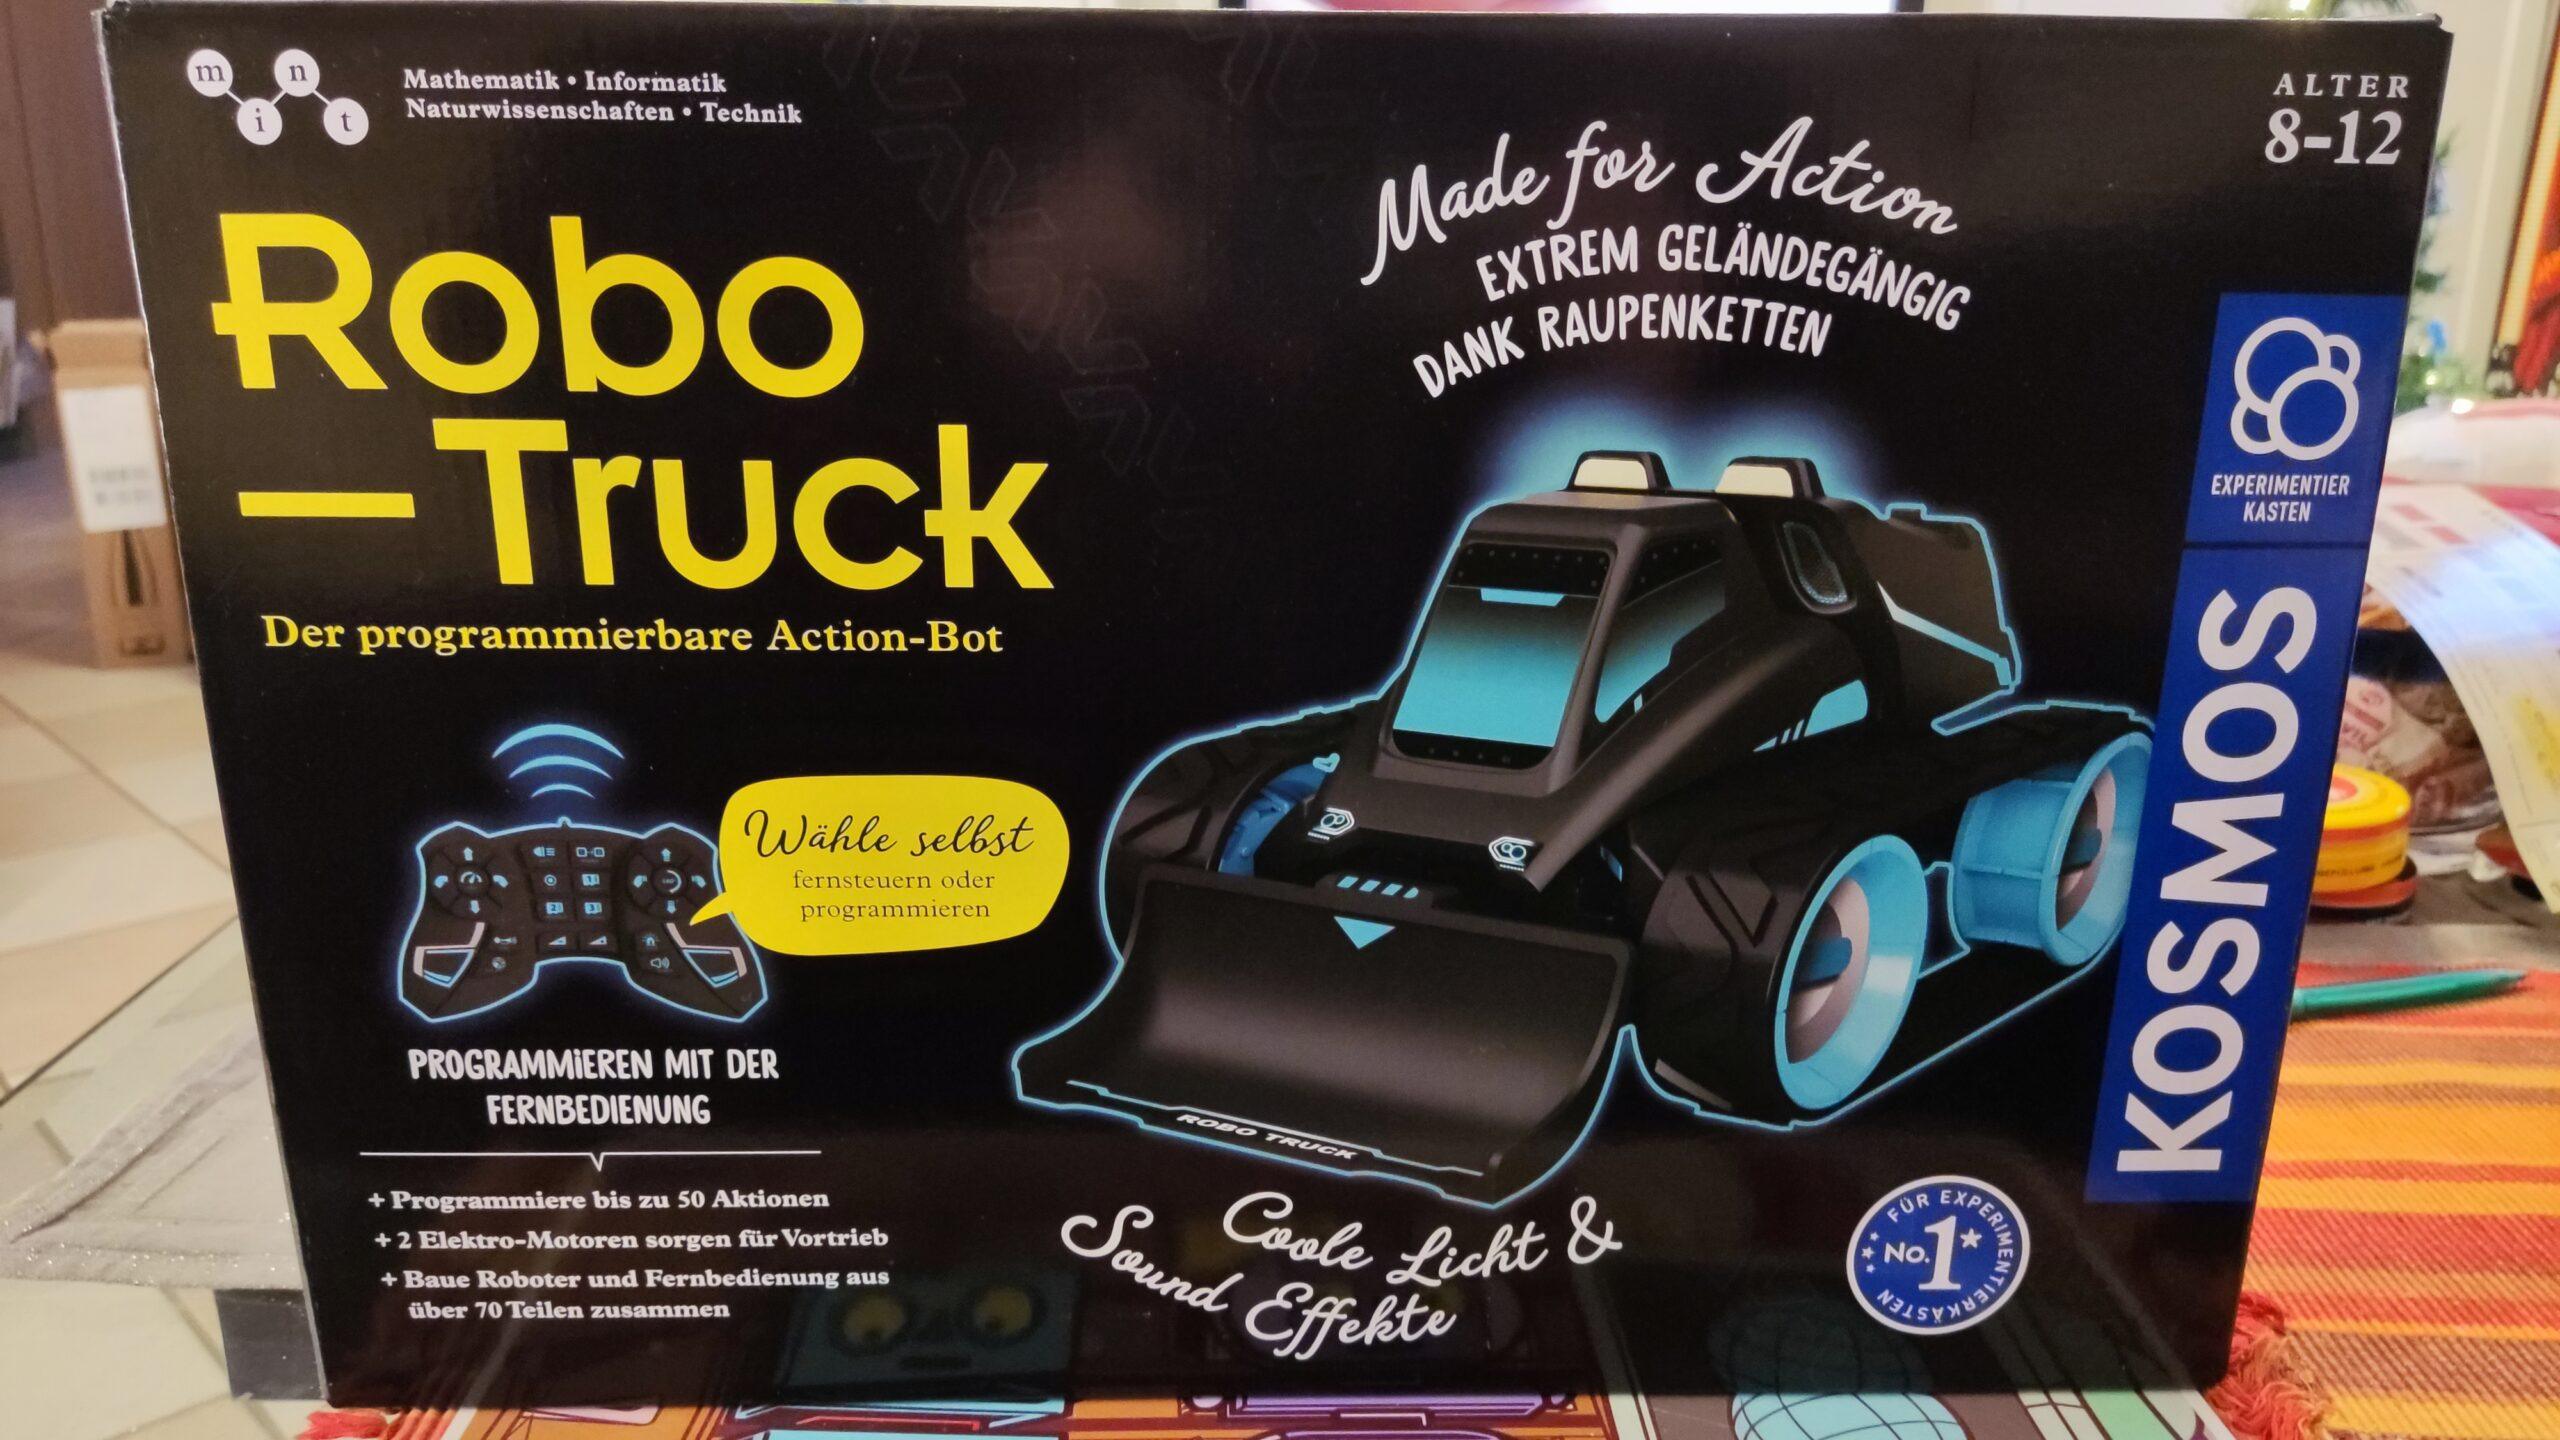 m i n t
Mathematik • Informatik
Naturwissenschaften • Technik
ALTER
8-12
Robo
—Truck
Der programmierbare Action-Bot
Made for Action
EXTREM GELÄNDEGÄNGIG
DANK RAUPENKETTEN
EXPERIMENTIER
KASTEN
KOSMOS
Wähle selbst
fernsteuern oder
programmieren
PROGRAMMiEREN MIT DER
FERNBEDIENUNG
+ Programmiere bis zu 50 Aktionen
+ 2 Elektro-Motoren sorgen für Vortrieb
+ Baue Roboter und Fernbedienung aus
über 70 Teilen zusammen
ROBO TRUCK
Coole Licht &
Sound Effekte
FÜR EXPERIMENTIERKÄSTEN
No. 1*